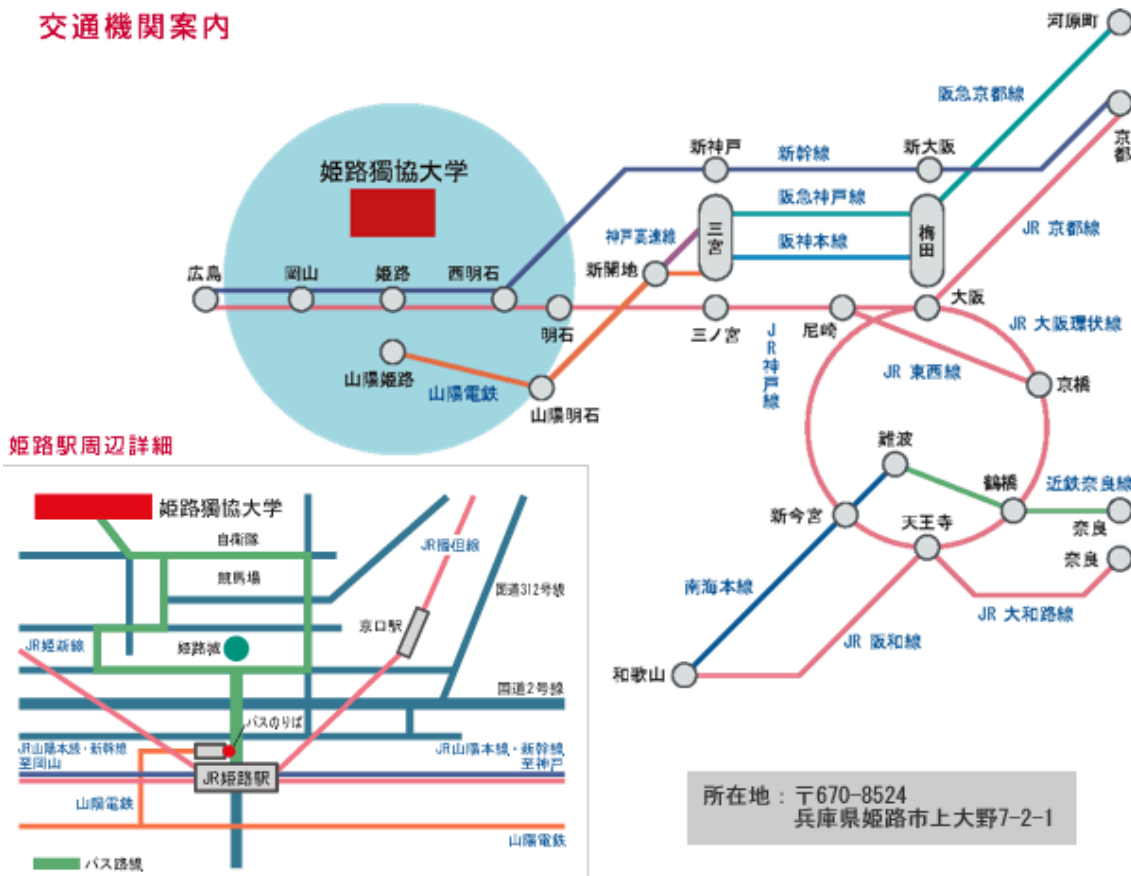 交通機関案内
河原町
阪急京都線
京都
新神戸
新幹線
新大阪
姫路獨協大学
阪急神戸線
JR 京都線
神戸高速線
三宮
阪神本線
梅田
新開地
広島
岡山
姫路
西明石
大阪
明石
三ノ宮
尼崎
JR 大阪環状線
JR神戸線
JR 東西線
京橋
山陽姫路
山陽電鉄
山陽明石
難波
鶴橋
近鉄奈良線
新今宮
天王寺
奈良
奈良
南海本線
JR 大和路線
JR 阪和線
和歌山
姫路駅周辺詳細
姫路獨協大学
自衛隊
JR播但線
競馬場
国道312号線
京口駅
JR姫新線
姫路城
国道2号線
バスのりば
JR山陽本線・新幹線
至岡山
JR山陽本線・新幹線
至神戸
JR姫路駅
山陽電鉄
山陽電鉄
バス路線
所在地：〒670-8524
兵庫県姫路市上大野7-2-1